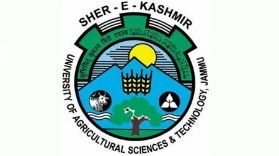 SHER - E - KASHMIR
UNIVERSITY OF AGRICULTURAL SCIENCES & TECHNOLOGY, JAMMU